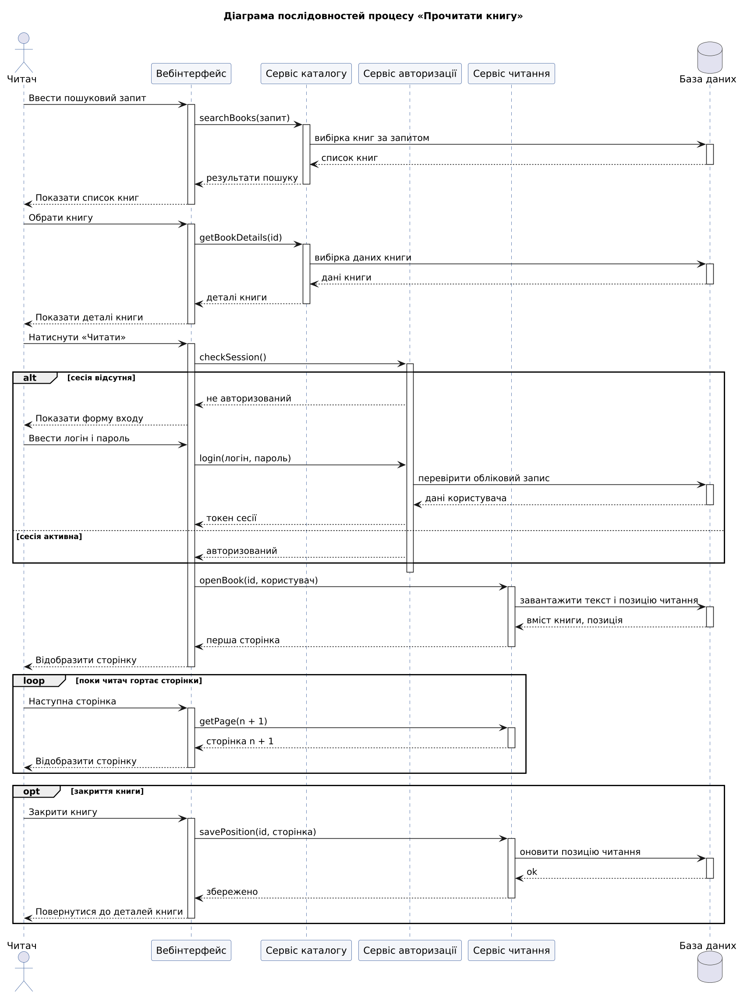 Діаграма послідовностей процесу «Прочитати книгу»
Читач
Вебінтерфейс
Сервіс каталогу
Сервіс авторизації
Сервіс читання
База даних
Ввести пошуковий запит
searchBooks(запит)
вибірка книг за запитом
список книг
результати пошуку
Показати список книг
Обрати книгу
getBookDetails(id)
вибірка даних книги
дані книги
деталі книги
Показати деталі книги
Натиснути «Читати»
checkSession()
alt [сесія відсутня]
не авторизований
Показати форму входу
Ввести логін і пароль
login(логін, пароль)
перевірити обліковий запис
дані користувача
токен сесії
[сесія активна]
авторизований
openBook(id, користувач)
завантажити текст і позицію читання
вміст книги, позиція
перша сторінка
Відобразити сторінку
loop [поки читач гортає сторінки]
Наступна сторінка
getPage(n + 1)
сторінка n + 1
Відобразити сторінку
opt [закриття книги]
Закрити книгу
savePosition(id, сторінка)
оновити позицію читання
ok
збережено
Повернутися до деталей книги
Читач
Вебінтерфейс
Сервіс каталогу
Сервіс авторизації
Сервіс читання
База даних